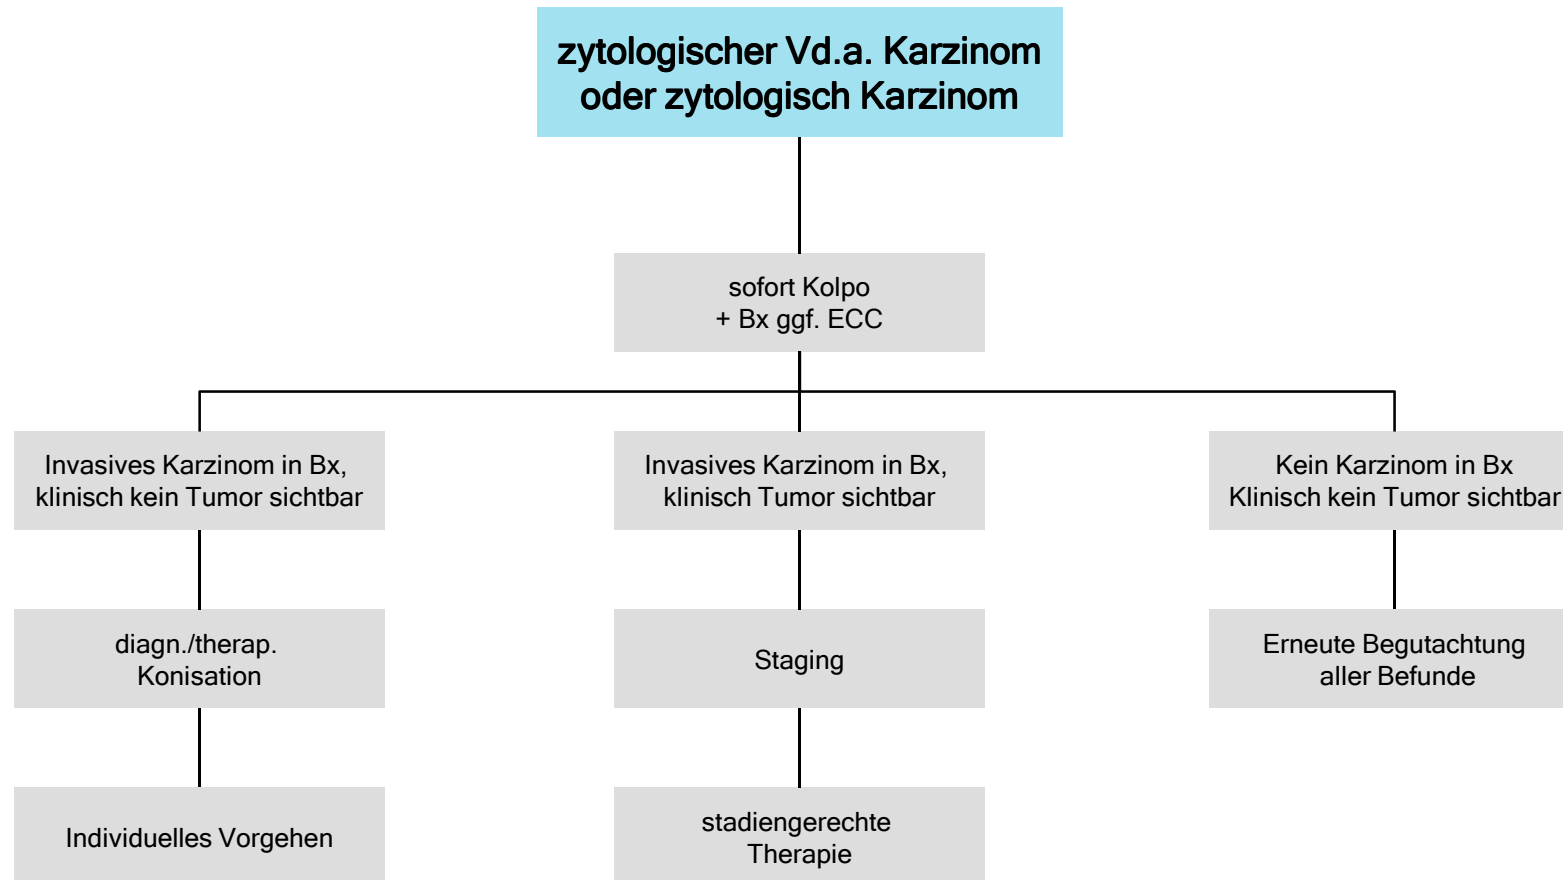 zytologischer Vd.a. Karzinom
oder zytologisch Karzinom
sofort Kolpo
+ Bx ggf. ECC
Invasives Karzinom in Bx,
klinisch kein Tumor sichtbar
Invasives Karzinom in Bx,
klinisch Tumor sichtbar
Kein Karzinom in Bx
Klinisch kein Tumor sichtbar
diagn./therap.
Konisation
Staging
Erneute Begutachtung
aller Befunde
Individuelles Vorgehen
stadiengerechte
Therapie